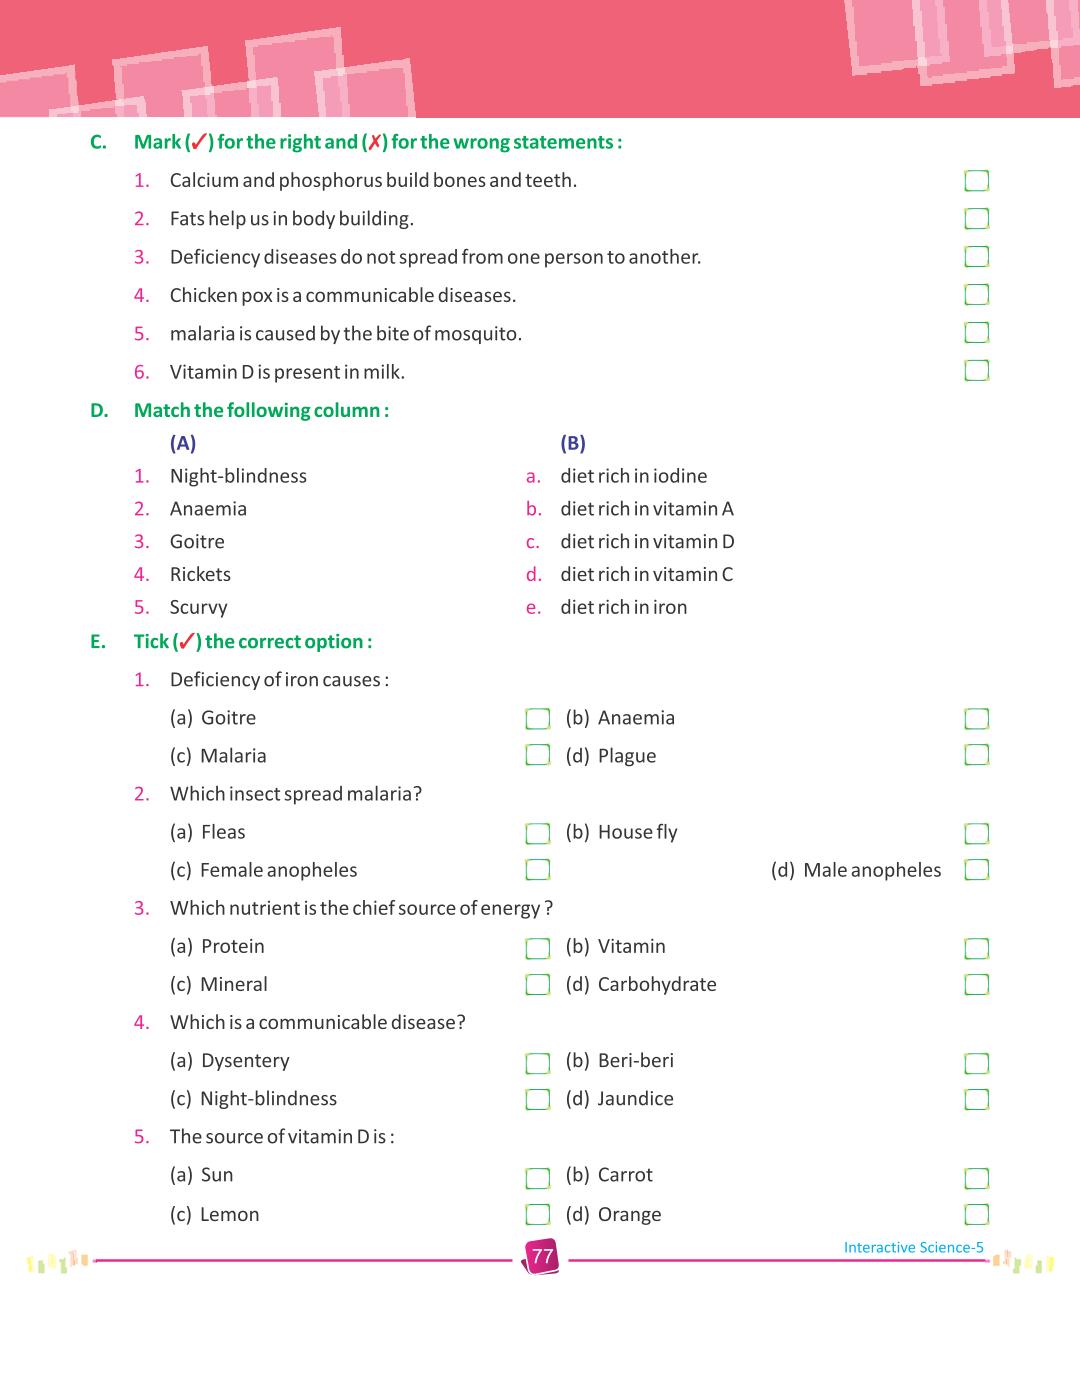 C. Mark (✓) for the right and (✗) for the wrong statements :
1. Calcium and phosphorus build bones and teeth.
2. Fats help us in body building.
3. Deficiency diseases do not spread from one person to another.
4. Chicken pox is a communicable diseases.
5. malaria is caused by the bite of mosquito.
6. Vitamin D is present in milk.
D. Match the following column :
(A) (B)
1. Night-blindness a. diet rich in iodine
2. Anaemia b. diet rich in vitamin A
3. Goitre c. diet rich in vitamin D
4. Rickets d. diet rich in vitamin C
5. Scurvy e. diet rich in iron
E. Tick (✓) the correct option :
1. Deficiency of iron causes :
(a) Goitre (b) Anaemia
(c) Malaria (d) Plague
2. Which insect spread malaria?
(a) Fleas (b) House fly
(c) Female anopheles (d) Male anopheles
3. Which nutrient is the chief source of energy ?
(a) Protein (b) Vitamin
(c) Mineral (d) Carbohydrate
4. Which is a communicable disease?
(a) Dysentery (b) Beri-beri
(c) Night-blindness (d) Jaundice
5. The source of vitamin D is :
(a) Sun (b) Carrot
(c) Lemon (d) Orange
77
Interactive Science-5